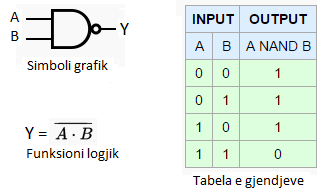 A
B
Y
Simboli grafik
Y = \overline{A · B}
Funksioni logjik
INPUT OUTPUT
A B A NAND B
0 0 1
0 1 1
1 0 1
1 1 0
Tabela e gjendjeve